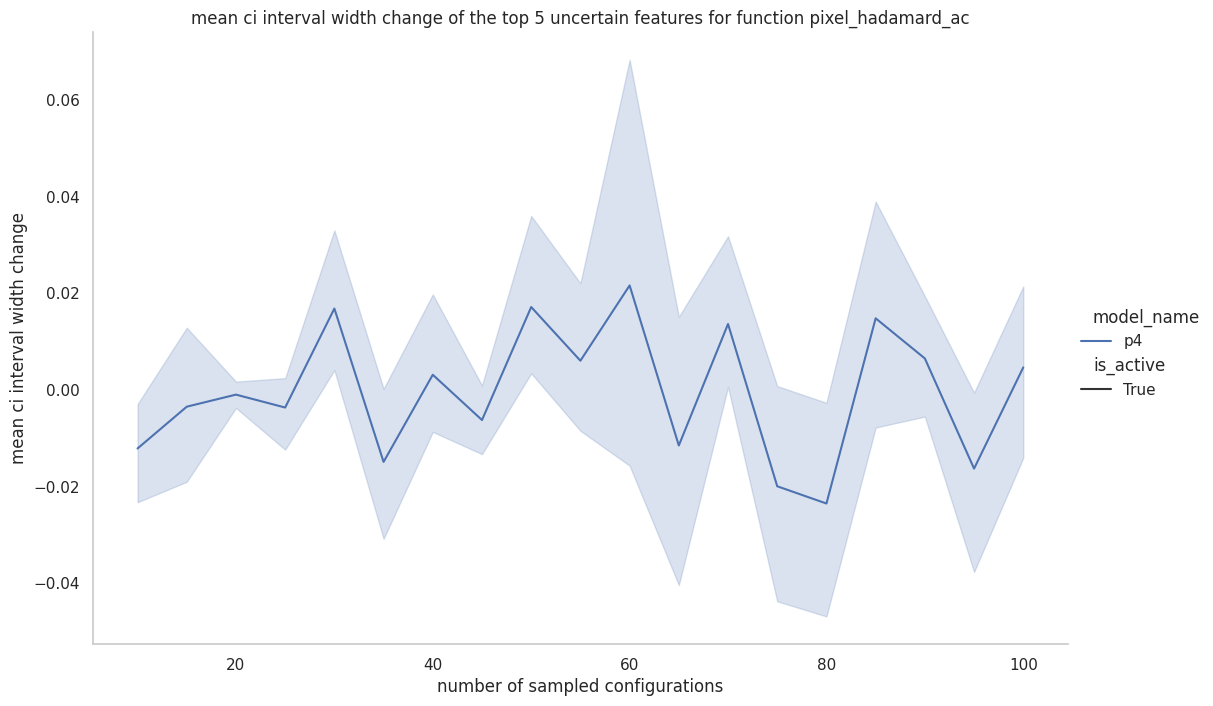 mean ci interval width change of the top 5 uncertain features for function pixel_hadamard_ac
mean ci interval width change
0.06
0.04
0.02
0.00
−0.02
−0.04
20
40
60
80
100
number of sampled configurations
model_name
p4
is_active
True